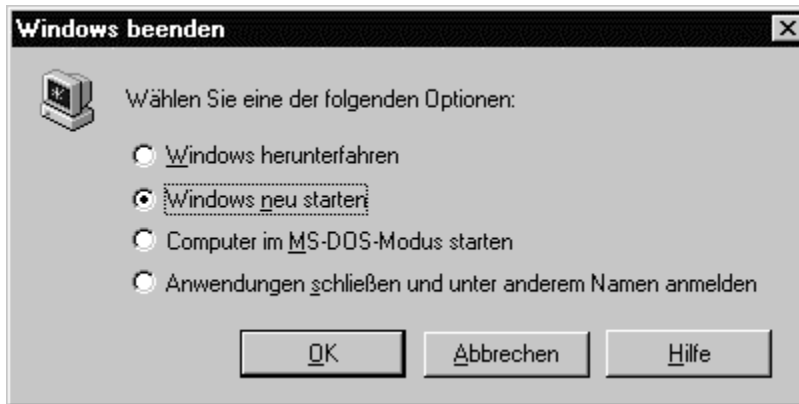 Windows beenden
Wählen Sie eine der folgenden Optionen:
Windows herunterfahren
Windows neu starten
Computer im MS-DOS-Modus starten
Anwendungen schließen und unter anderem Namen anmelden
OK Abbrechen Hilfe